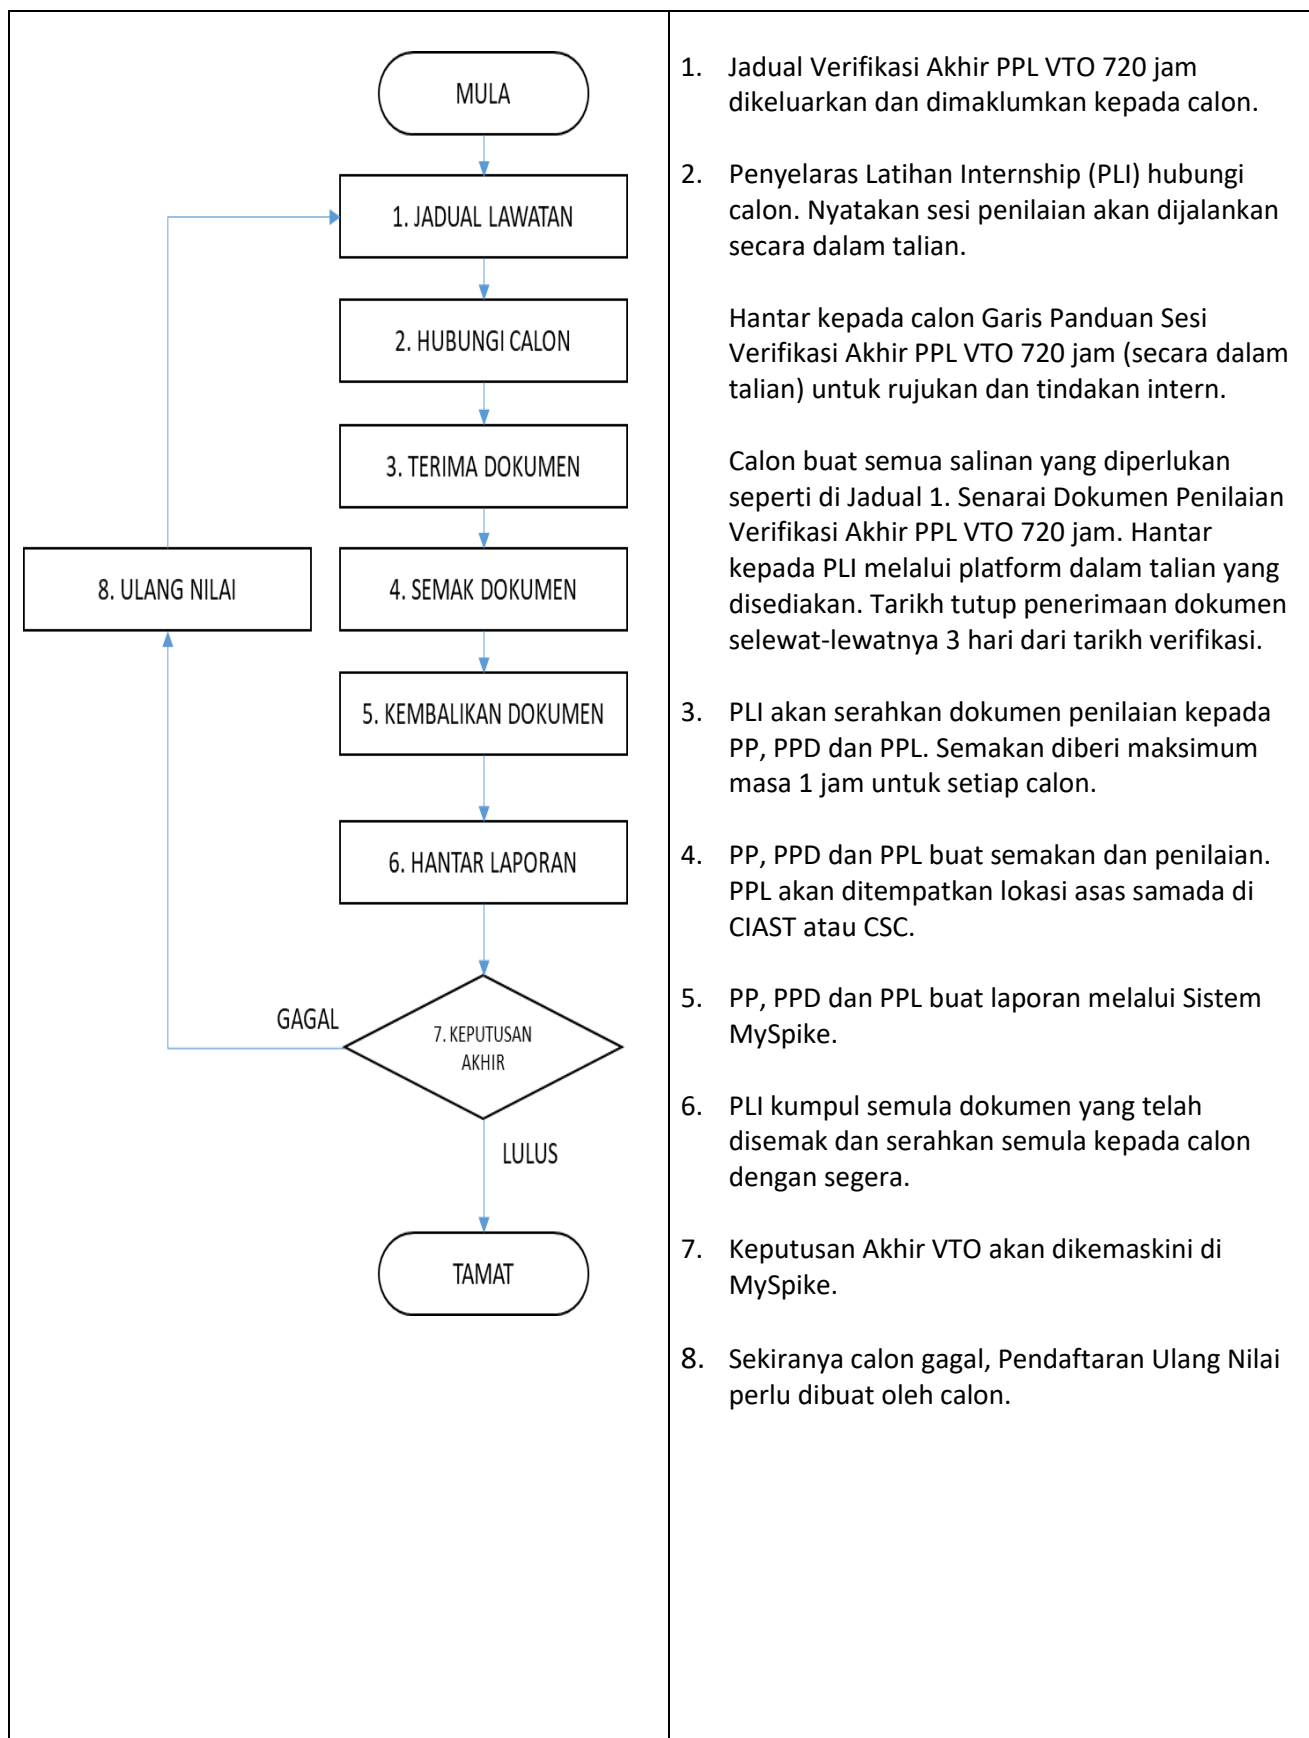 MULA
1. JADUAL LAWATAN
2. HUBUNGI CALON
3. TERIMA DOKUMEN
8. ULANG NILAI
4. SEMAK DOKUMEN
5. KEMBALIKAN DOKUMEN
6. HANTAR LAPORAN
GAGAL
7. KEPUTUSAN
AKHIR
LULUS
TAMAT
1. Jadual Verifikasi Akhir PPL VTO 720 jam
dikeluarkan dan dimaklumkan kepada calon.
2. Penyelaras Latihan Internship (PLI) hubungi
calon. Nyatakan sesi penilaian akan dijalankan
secara dalam talian.
Hantar kepada calon Garis Panduan Sesi
Verifikasi Akhir PPL VTO 720 jam (secara dalam
talian) untuk rujukan dan tindakan intern.
Calon buat semua salinan yang diperlukan
seperti di Jadual 1. Senarai Dokumen Penilaian
Verifikasi Akhir PPL VTO 720 jam. Hantar
kepada PLI melalui platform dalam talian yang
disediakan. Tarikh tutup penerimaan dokumen
selewat-lewatnya 3 hari dari tarikh verifikasi.
3. PLI akan serahkan dokumen penilaian kepada
PP, PPD dan PPL. Semakan diberi maksimum
masa 1 jam untuk setiap calon.
4. PP, PPD dan PPL buat semakan dan penilaian.
PPL akan ditempatkan lokasi asas samada di
CIAST atau CSC.
5. PP, PPD dan PPL buat laporan melalui Sistem
MySpike.
6. PLI kumpul semula dokumen yang telah
disemak dan serahkan semula kepada calon
dengan segera.
7. Keputusan Akhir VTO akan dikemaskini di
MySpike.
8. Sekiranya calon gagal, Pendaftaran Ulang Nilai
perlu dibuat oleh calon.